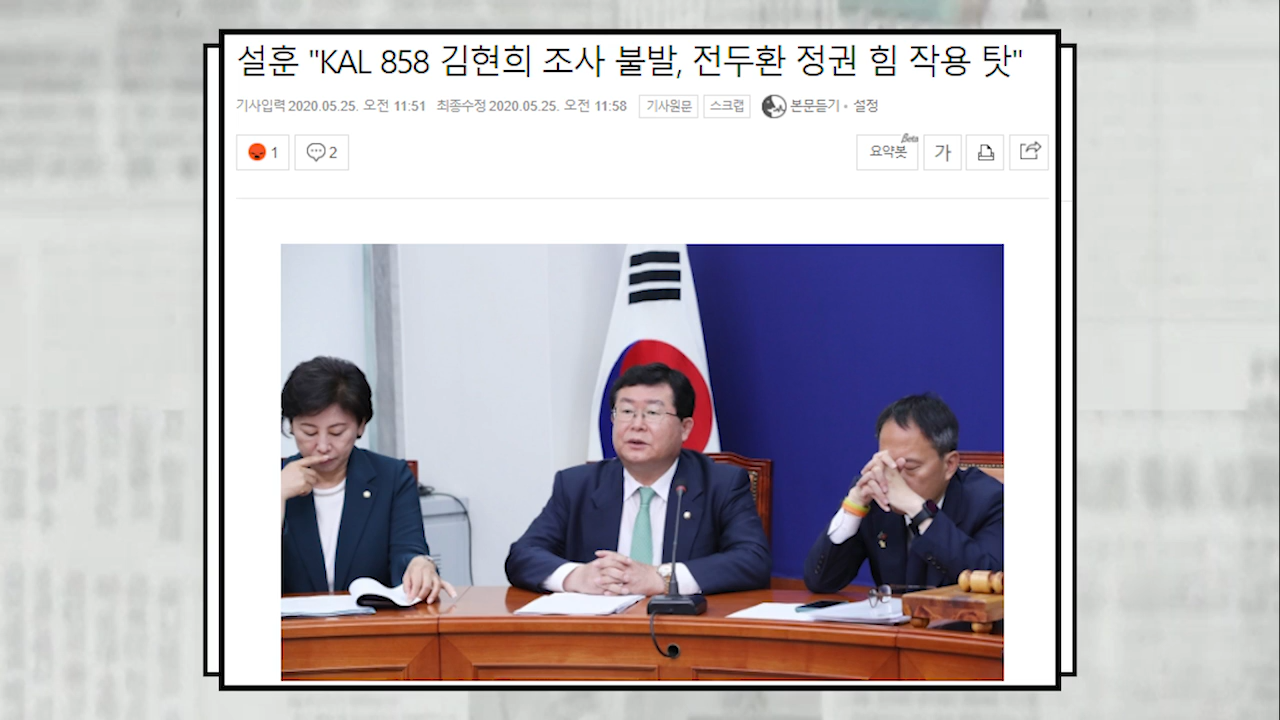 설훈 "KAL 858 김현희 조사 불발, 전두환 정권 힘 작용 탓"
기사입력 2020.05.25. 오전 11:51 최종수정 2020.05.25. 오전 11:58 기사원문 스크랩 본문듣기 · 설정
1 2 요약봇 Beta 가